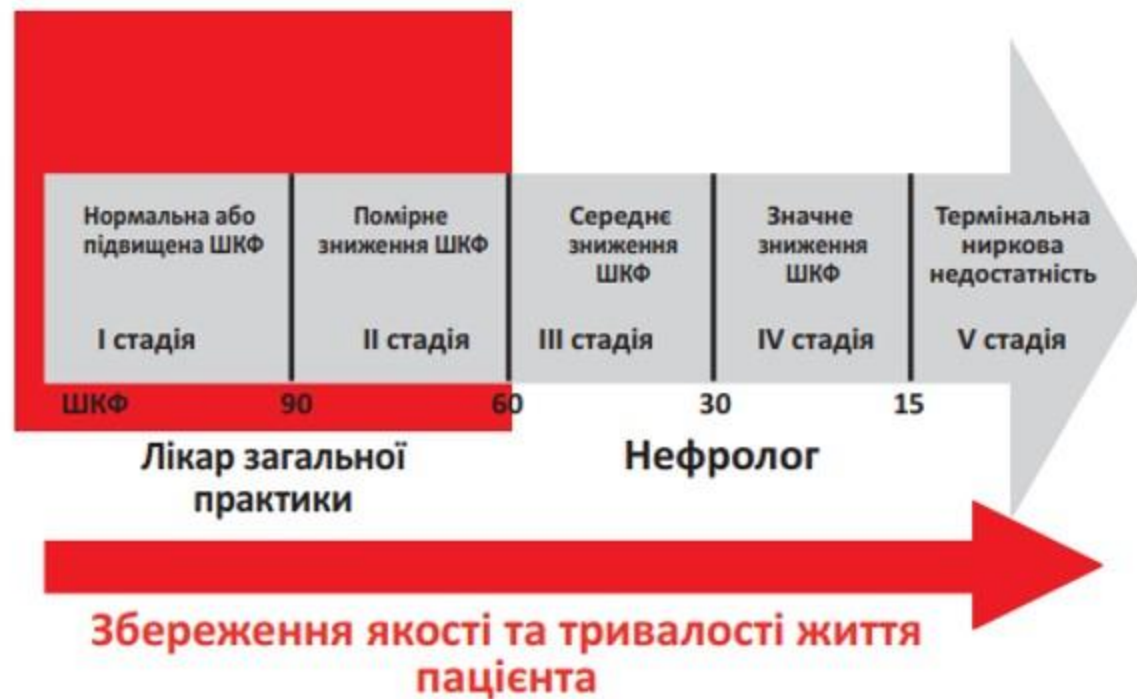 Нормальна або
підвищена ШКФ
Помірне
зниження ШКФ
Середнє
зниження
ШКФ
Значне
зниження
ШКФ
Термінальна
ниркова
недостатність
I стадія
II стадія
III стадія
IV стадія
V стадія
ШКФ 90 60 30 15
Лікар загальної
практики
Нефролог
Збереження якості та тривалості життя
пацієнта